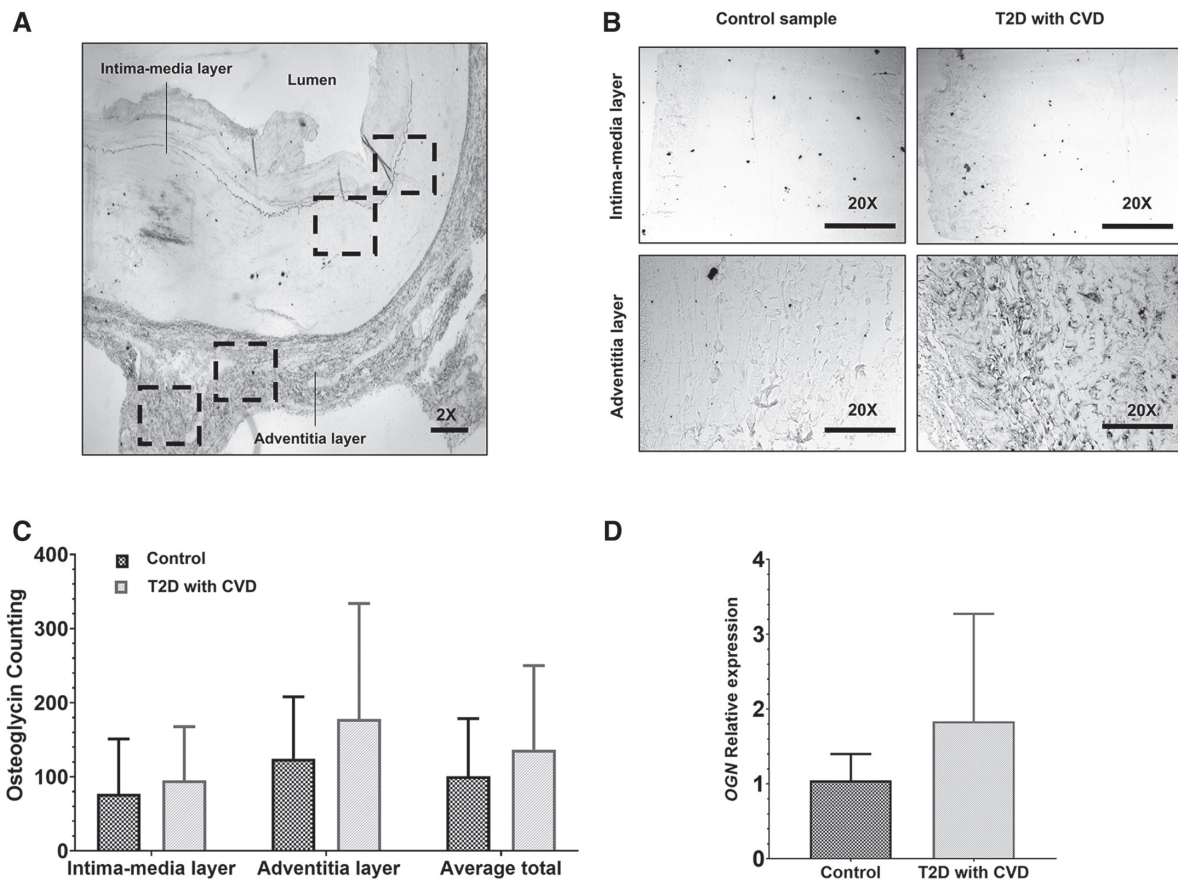 A
Intima-media layer
Lumen
Adventitia layer
2X
B
Control sample
T2D with CVD
Intima-media layer
20X
20X
Adventitia layer
20X
20X
C
Osteoglycin Counting
400
300
200
100
0
Control
T2D with CVD
Intima-media layer
Adventitia layer
Average total
D
OGN Relative expression
4
3
2
1
0
Control
T2D with CVD